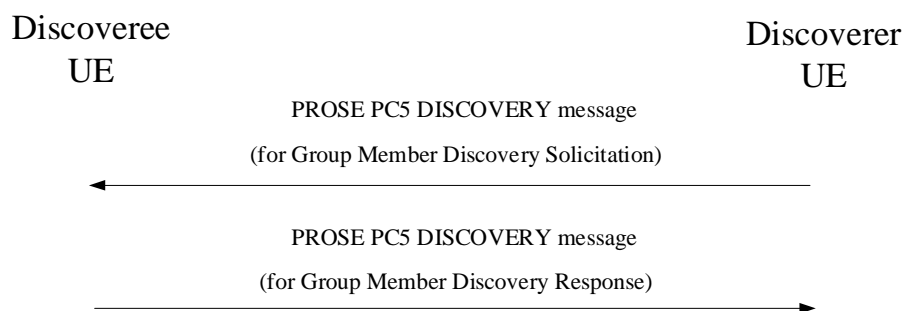 Discoveree
UE
Discoverer
UE
PROSE PC5 DISCOVERY message
(for Group Member Discovery Solicitation)
PROSE PC5 DISCOVERY message
(for Group Member Discovery Response)